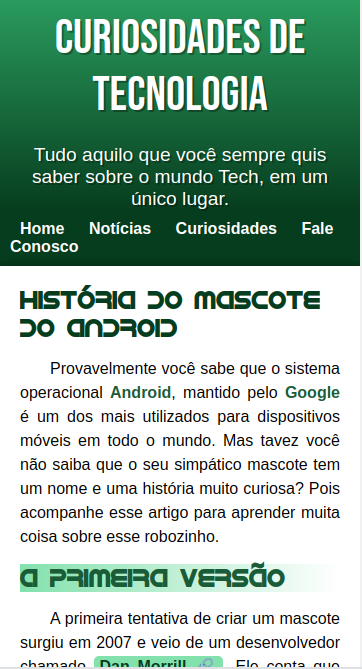 CURIOSIDADES DE
TECNOLOGIA
Tudo aquilo que você sempre quis
saber sobre o mundo Tech, em um
único lugar.
Home Notícias Curiosidades Fale
Conosco
HISTÓRIA DO MASCOTE
DO ANDROID
Provavelmente você sabe que o sistema
operacional Android, mantido pelo Google
é um dos mais utilizados para dispositivos
móveis em todo o mundo. Mas tavez você
não saiba que o seu simpático mascote tem
um nome e uma história muito curiosa? Pois
acompanhe esse artigo para aprender muita
coisa sobre esse robozinho.
A PRIMEIRA VERSÃO
A primeira tentativa de criar um mascote
surgiu em 2007 e veio de um desenvolvedor
chamado Dan Morrill 🔗. Ele conta que